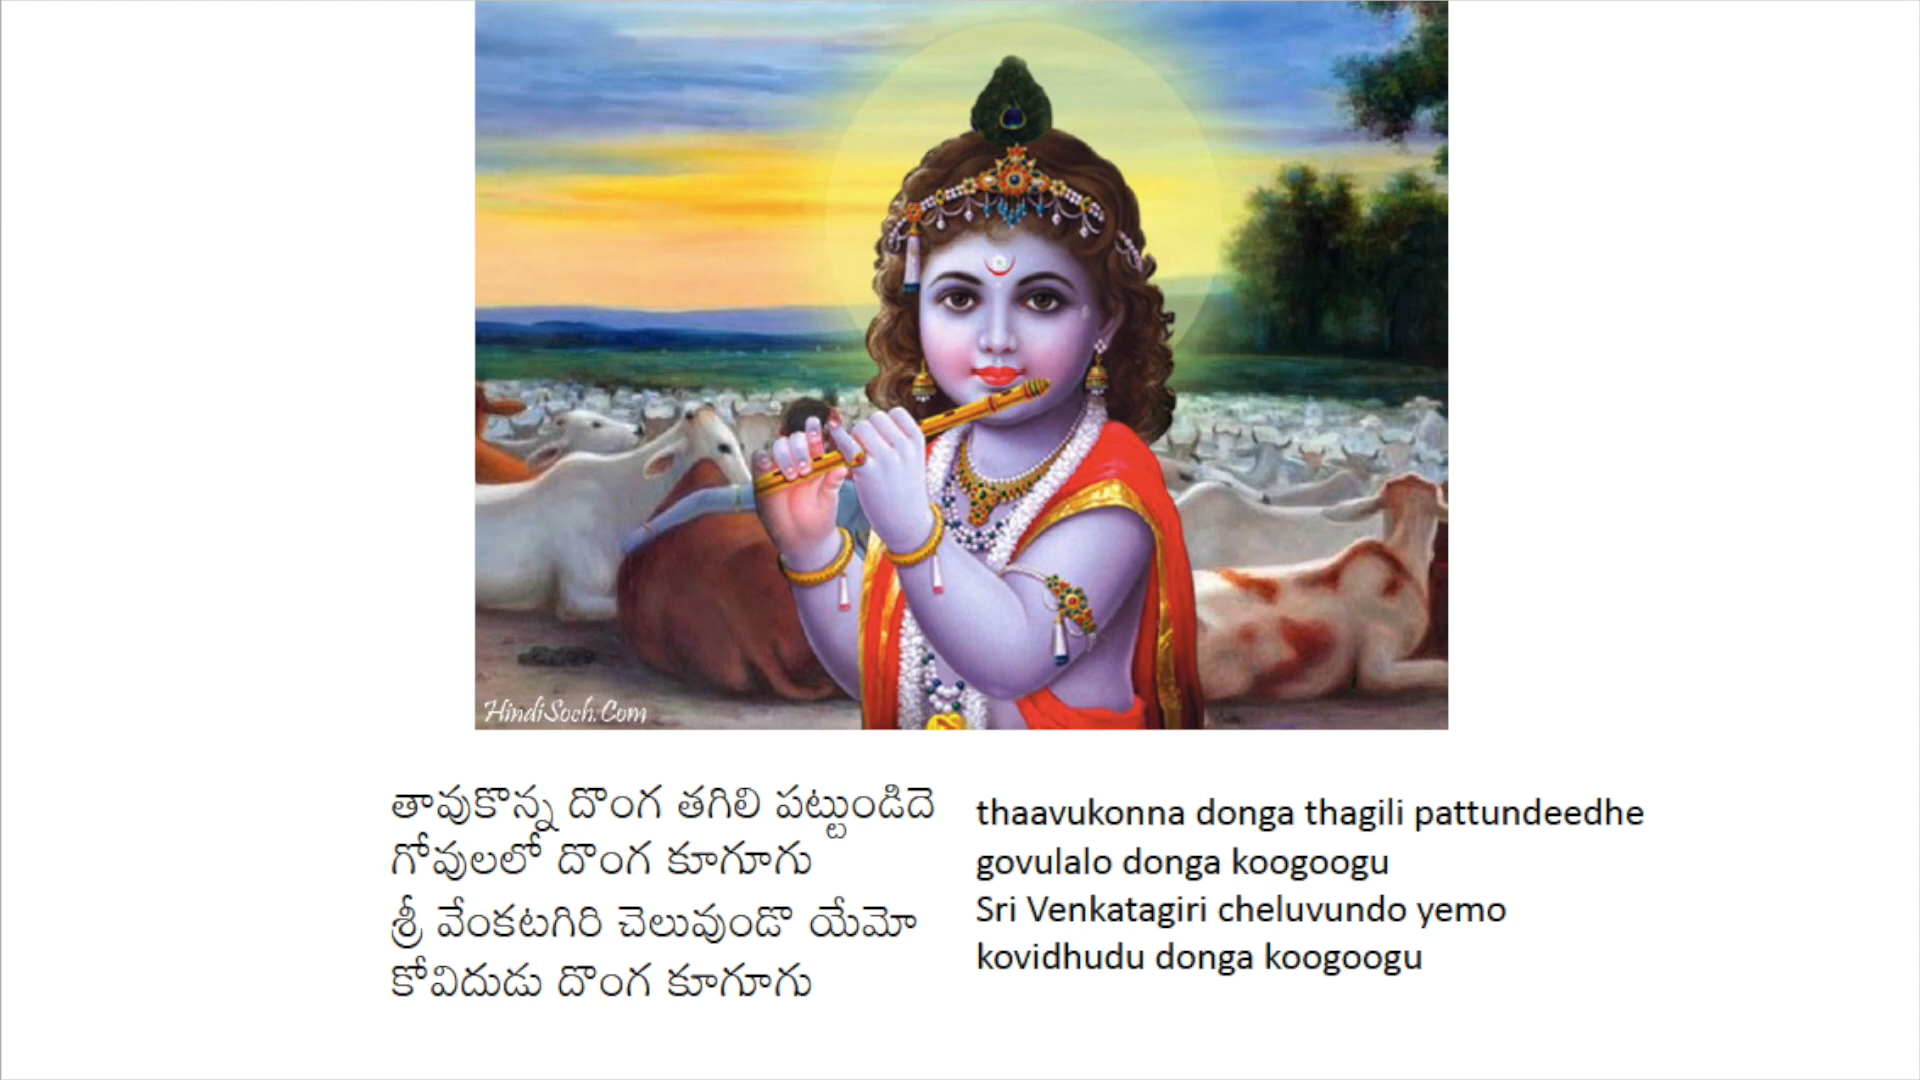 HindiSoch.Com
తావుకొన్న దొంగ తగిలి పట్టుండిదె
గోవులలో దొంగ కూగూగు
శ్రీ వేంకటగిరి చెలువుండొ యేమో
కోవిదుడు దొంగ కూగూగు
thaavukonna donga thagili pattundeedhe
govulalo donga koogoogu
Sri Venkatagiri cheluvundo yemo
kovidhudu donga koogoogu